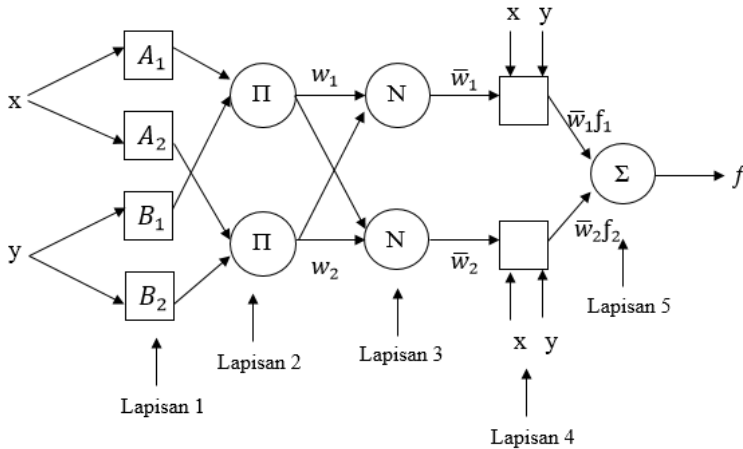 x y
A₁
x
Π
w₁
N
w̅₁
w̅₁f₁
A₂
Σ
f
B₁
y
Π
w₂
N
w̅₂
w̅₂f₂
B₂
x y
Lapisan 1
Lapisan 2
Lapisan 3
Lapisan 4
Lapisan 5